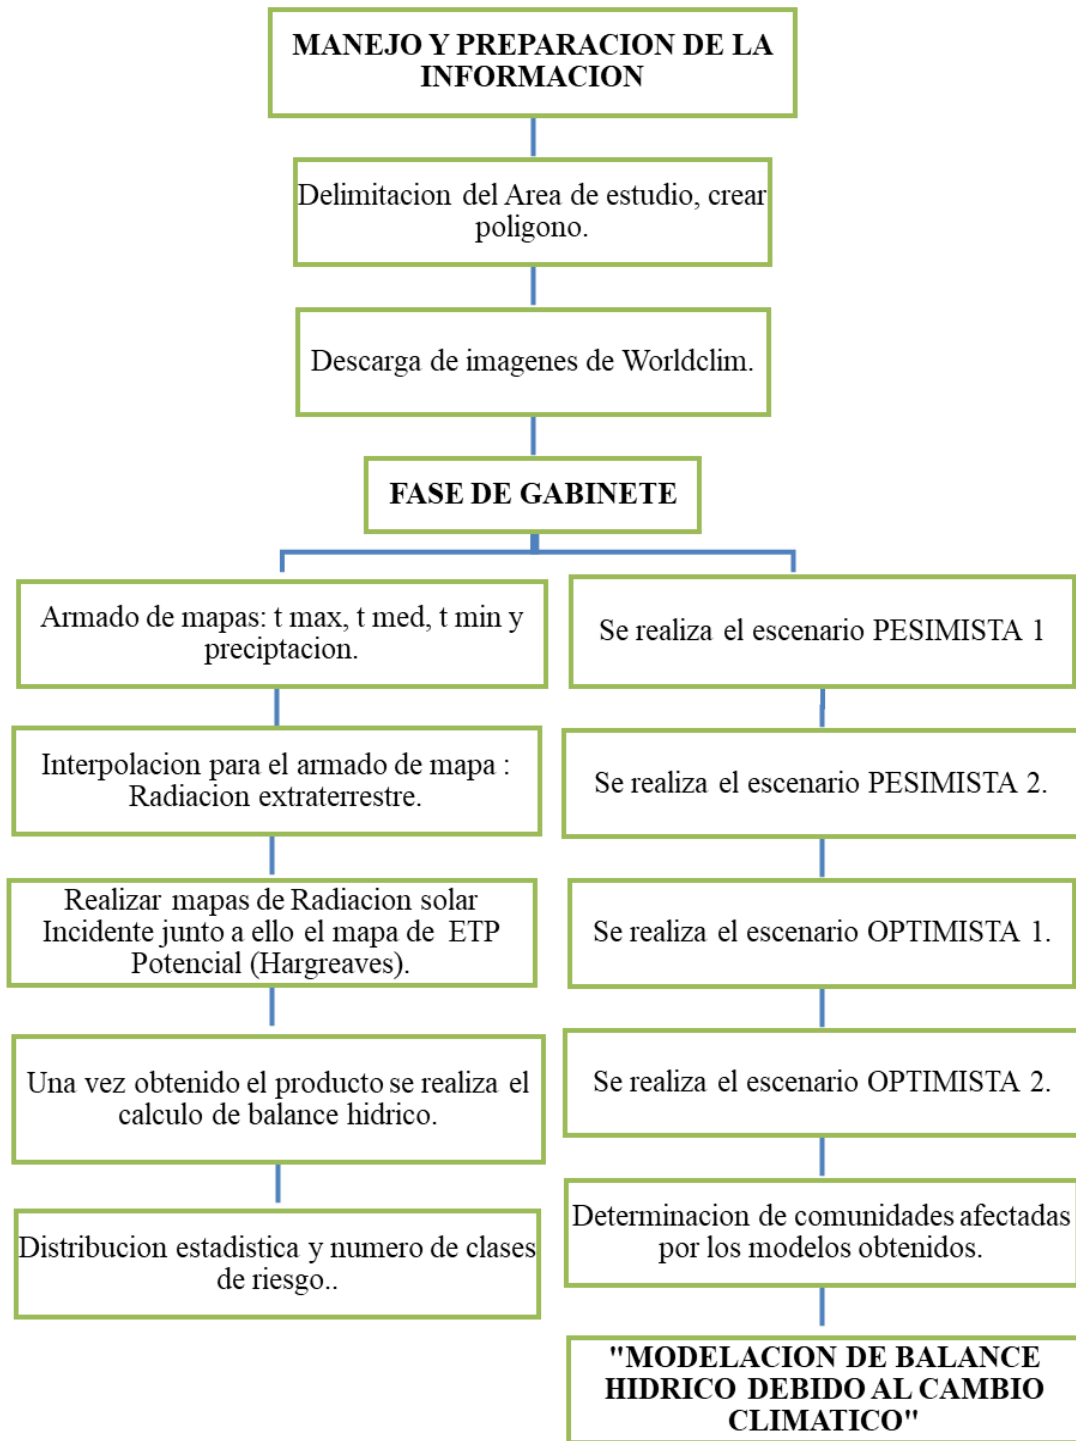 MANEJO Y PREPARACION DE LA
INFORMACION
Delimitacion del Area de estudio, crear
poligono.
Descarga de imagenes de Worldclim.
FASE DE GABINETE
Armado de mapas: t max, t med, t min y
preciptacion.
Interpolacion para el armado de mapa :
Radiacion extraterrestre.
Realizar mapas de Radiacion solar
Incidente junto a ello el mapa de ETP
Potencial (Hargreaves).
Una vez obtenido el producto se realiza el
calculo de balance hidrico.
Distribucion estadistica y numero de clases
de riesgo..
Se realiza el escenario PESIMISTA 1
Se realiza el escenario PESIMISTA 2.
Se realiza el escenario OPTIMISTA 1.
Se realiza el escenario OPTIMISTA 2.
Determinacion de comunidades afectadas
por los modelos obtenidos.
"MODELACION DE BALANCE
HIDRICO DEBIDO AL CAMBIO
CLIMATICO"